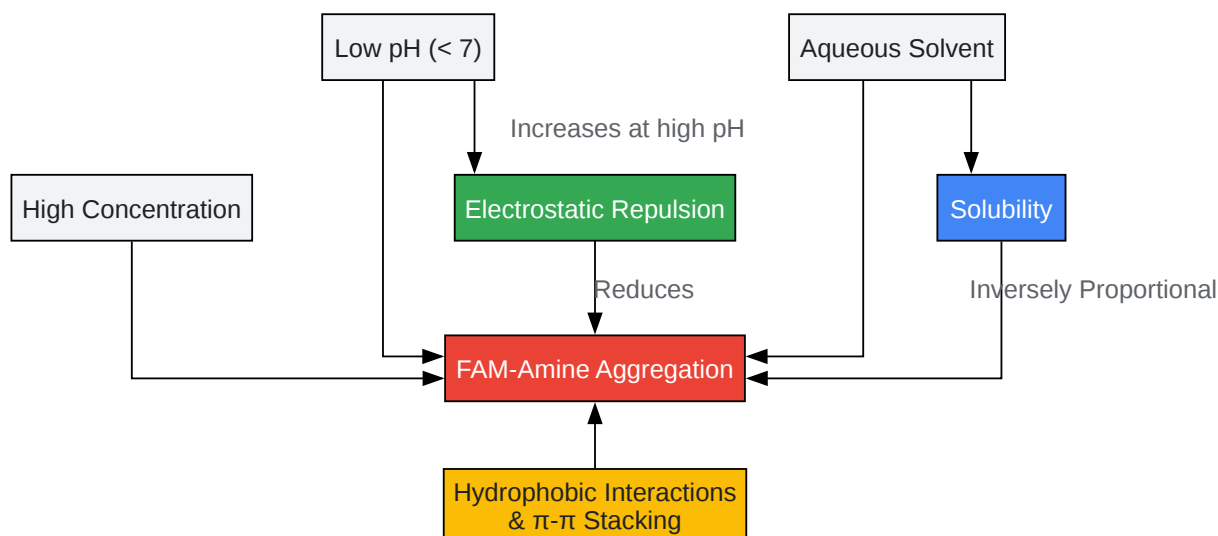 Low pH (< 7)
Aqueous Solvent
Increases at high pH
High Concentration
Electrostatic Repulsion
Solubility
Reduces
Inversely Proportional
FAM-Amine Aggregation
Hydrophobic Interactions
& π-π Stacking